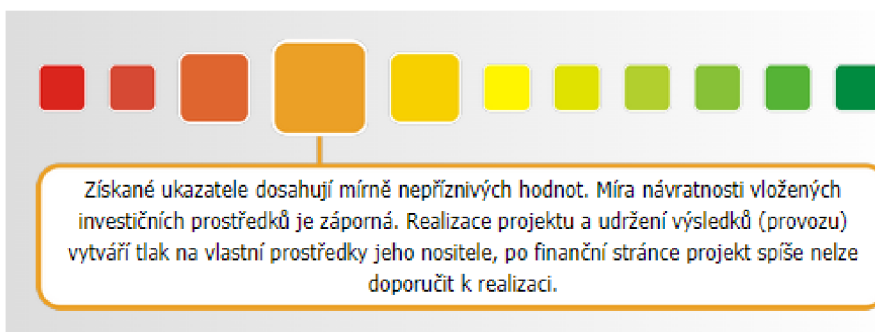 Získané ukazatele dosahují mírně nepříznivých hodnot. Míra návratnosti vložených
investičních prostředků je záporná. Realizace projektu a udržení výsledků (provozu)
vytváří tlak na vlastní prostředky jeho nositele, po finanční stránce projekt spíše nelze
doporučit k realizaci.